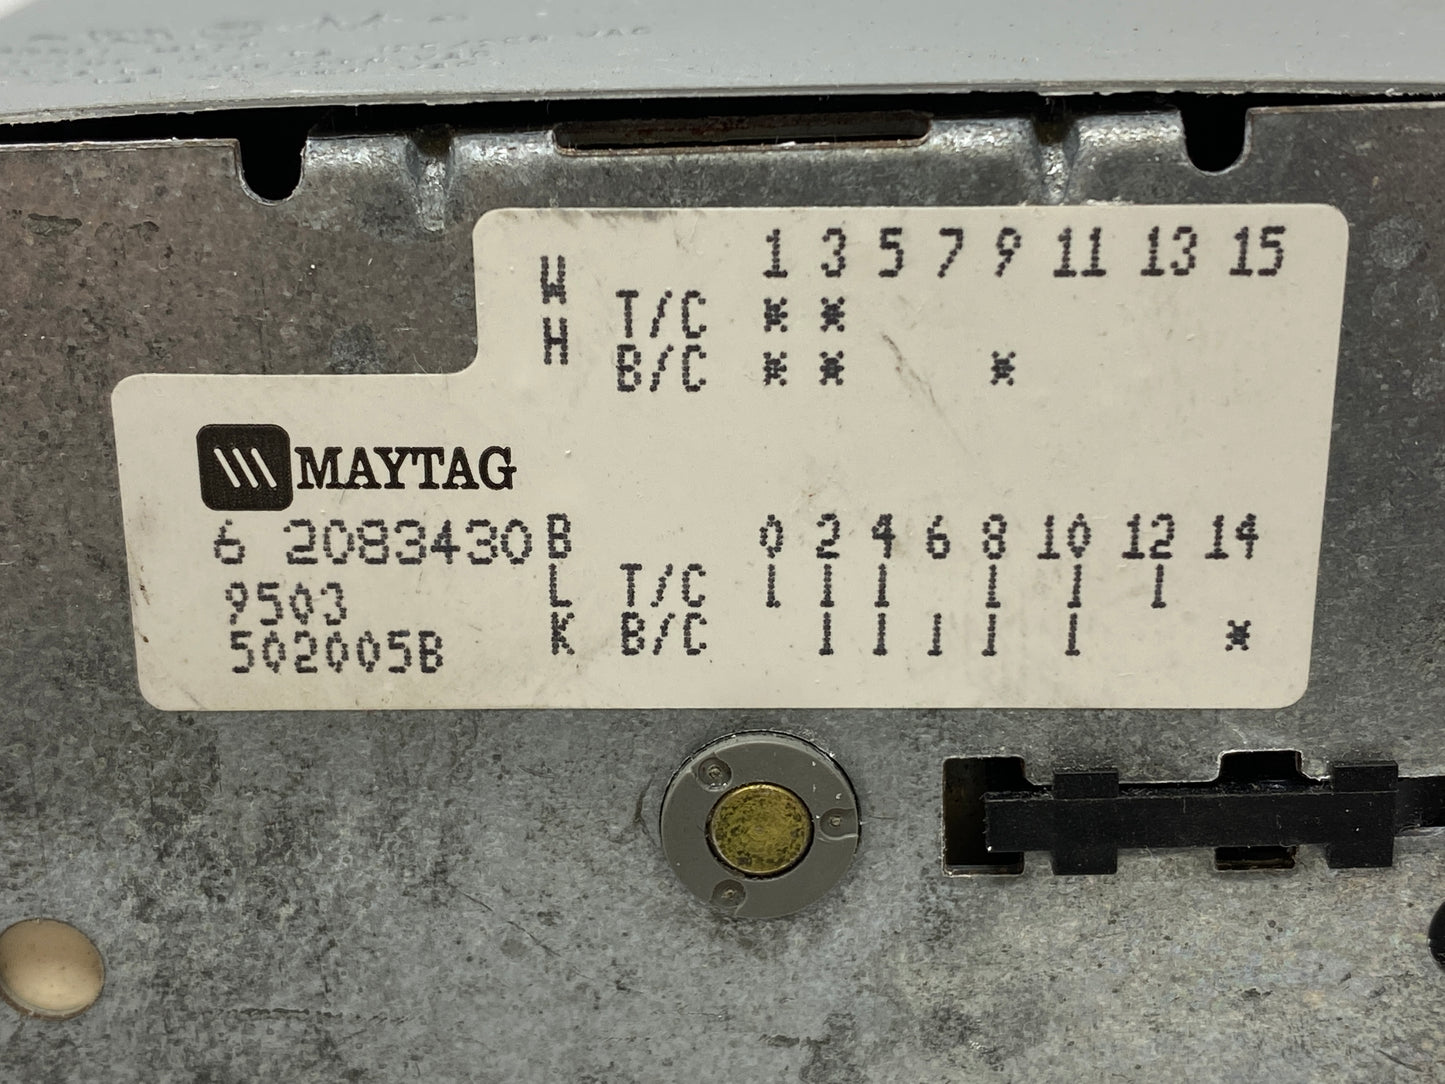 W 1 3 5 7 9 11 13 15
H T/C * *
B/C * * *
MAYTAG
6 2083430 B 0 2 4 6 8 10 12 14
9503 L T/C 1 1 1 1 1 1
502005B K B/C 1 1 1 1 1 *